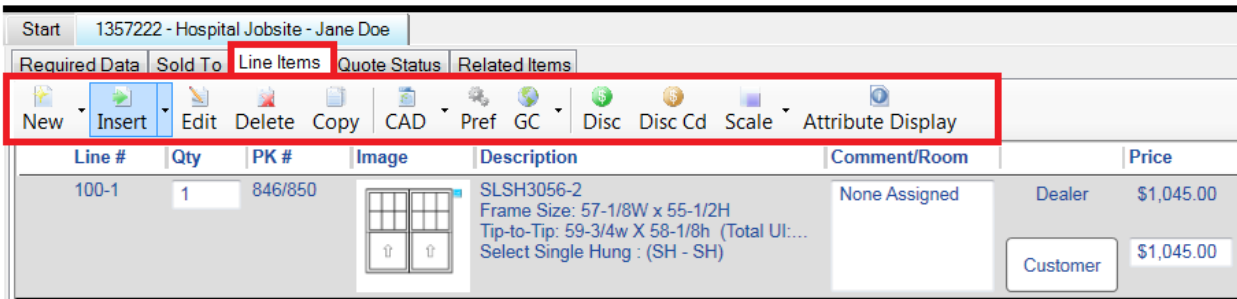 Start 1357222 - Hospital Jobsite - Jane Doe
Required Data Sold To Line Items Quote Status Related Items
New Insert Edit Delete Copy CAD Pref GC Disc Disc Cd Scale Attribute Display
Line # Qty PK # Image Description Comment/Room Price
100-1 1 846/850 SLSH3056-2 None Assigned Dealer $1,045.00
Frame Size: 57-1/8W x 55-1/2H
Tip-to-Tip: 59-3/4w X 58-1/8h (Total UI:...
Select Single Hung : (SH - SH) Customer $1,045.00